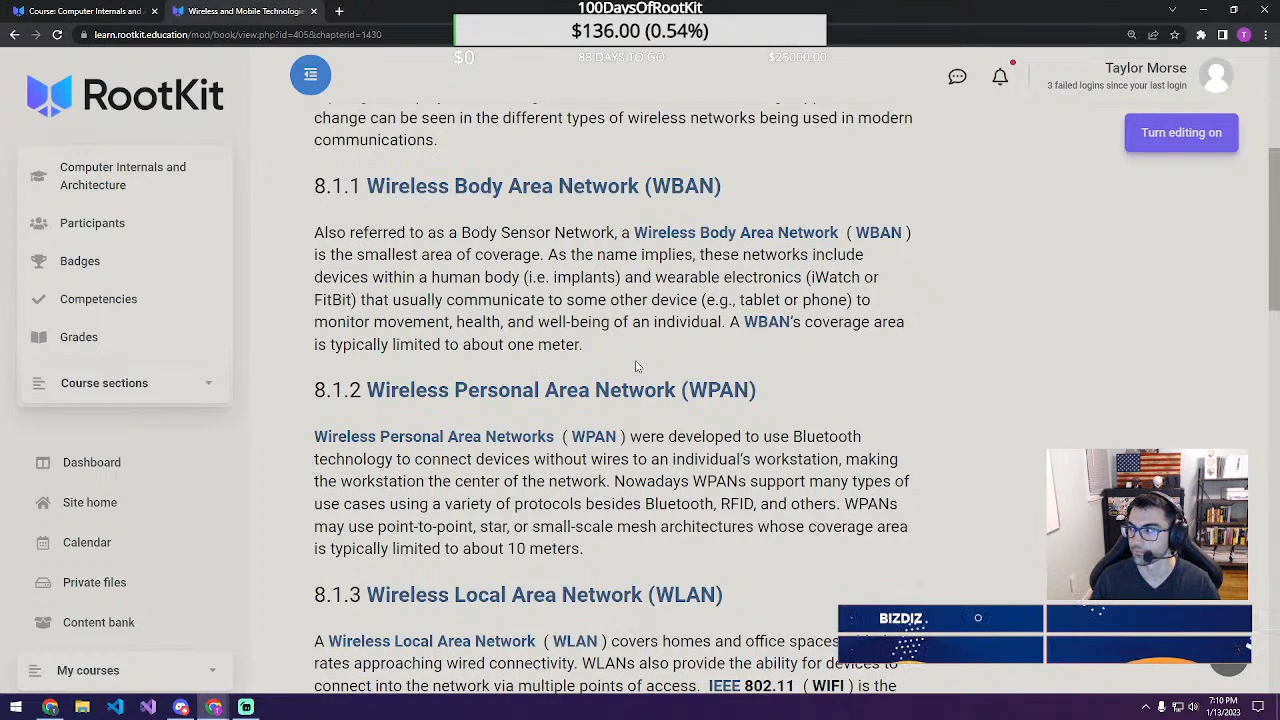 Course: Computer Internals and
Wireless and Mobile Technolog
learn.rootkit.education/mod/book/view.php?id=405&chapterid=1430
100DaysOfRootKit
$136.00 (0.54%)
$0
88 DAYS TO GO
$25000.00
RootKit
Taylor Morse
3 failed logins since your last login
Turn editing on
Computer Internals and
Architecture
Participants
Badges
Competencies
Grades
Course sections
Dashboard
Site home
Calendar
Private files
Content bank
My courses
change can be seen in the different types of wireless networks being used in modern
communications.
8.1.1 Wireless Body Area Network (WBAN)
Also referred to as a Body Sensor Network, a Wireless Body Area Network ( WBAN )
is the smallest area of coverage. As the name implies, these networks include
devices within a human body (i.e. implants) and wearable electronics (iWatch or
FitBit) that usually communicate to some other device (e.g., tablet or phone) to
monitor movement, health, and well-being of an individual. A WBAN's coverage area
is typically limited to about one meter.
8.1.2 Wireless Personal Area Network (WPAN)
Wireless Personal Area Networks ( WPAN ) were developed to use Bluetooth
technology to connect devices without wires to an individual's workstation, making
the workstation the center of the network. Nowadays WPANs support many types of
use cases using a variety of protocols besides Bluetooth, RFID, and others. WPANs
may use point-to-point, star, or small-scale mesh architectures whose coverage area
is typically limited to about 10 meters.
8.1.3 Wireless Local Area Network (WLAN)
A Wireless Local Area Network ( WLAN ) covers homes and office spaces
rates approaching wired connectivity. WLANs also provide the ability for devices to
connect into the network via multiple points of access. IEEE 802.11 ( WIFI ) is the
BIZDIZ
T
7:10 PM
1/13/2023